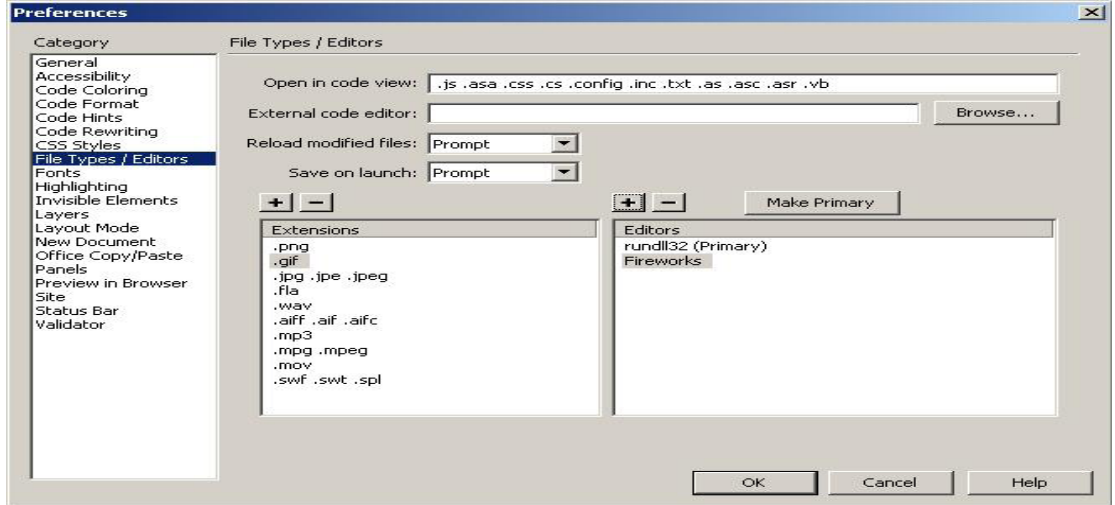 Preferences
Category
General
Accessibility
Code Coloring
Code Format
Code Hints
Code Rewriting
CSS Styles
File Types / Editors
Fonts
Highlighting
Invisible Elements
Layers
Layout Mode
New Document
Office Copy/Paste
Panels
Preview in Browser
Site
Status Bar
Validator
File Types / Editors
Open in code view: .js .asa .css .cs .config .inc .txt .as .asc .asr .vb
External code editor: Browse...
Reload modified files: Prompt
Save on launch: Prompt
+ −
Extensions
.png
.gif
.jpg .jpe .jpeg
.fla
.wav
.aiff .aif .aifc
.mp3
.mpg .mpeg
.mov
.swf .swt .spl
+ − Make Primary
Editors
rundll32 (Primary)
Fireworks
OK Cancel Help